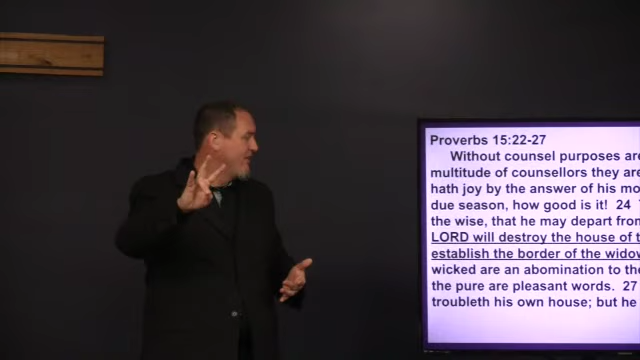 Proverbs 15:22-27
Without counsel purposes are
multitude of counsellors they are
hath joy by the answer of his mo
due season, how good is it! 24
the wise, that he may depart from
LORD will destroy the house of t
establish the border of the widow
wicked are an abomination to the
the pure are pleasant words. 27
troubleth his own house; but he